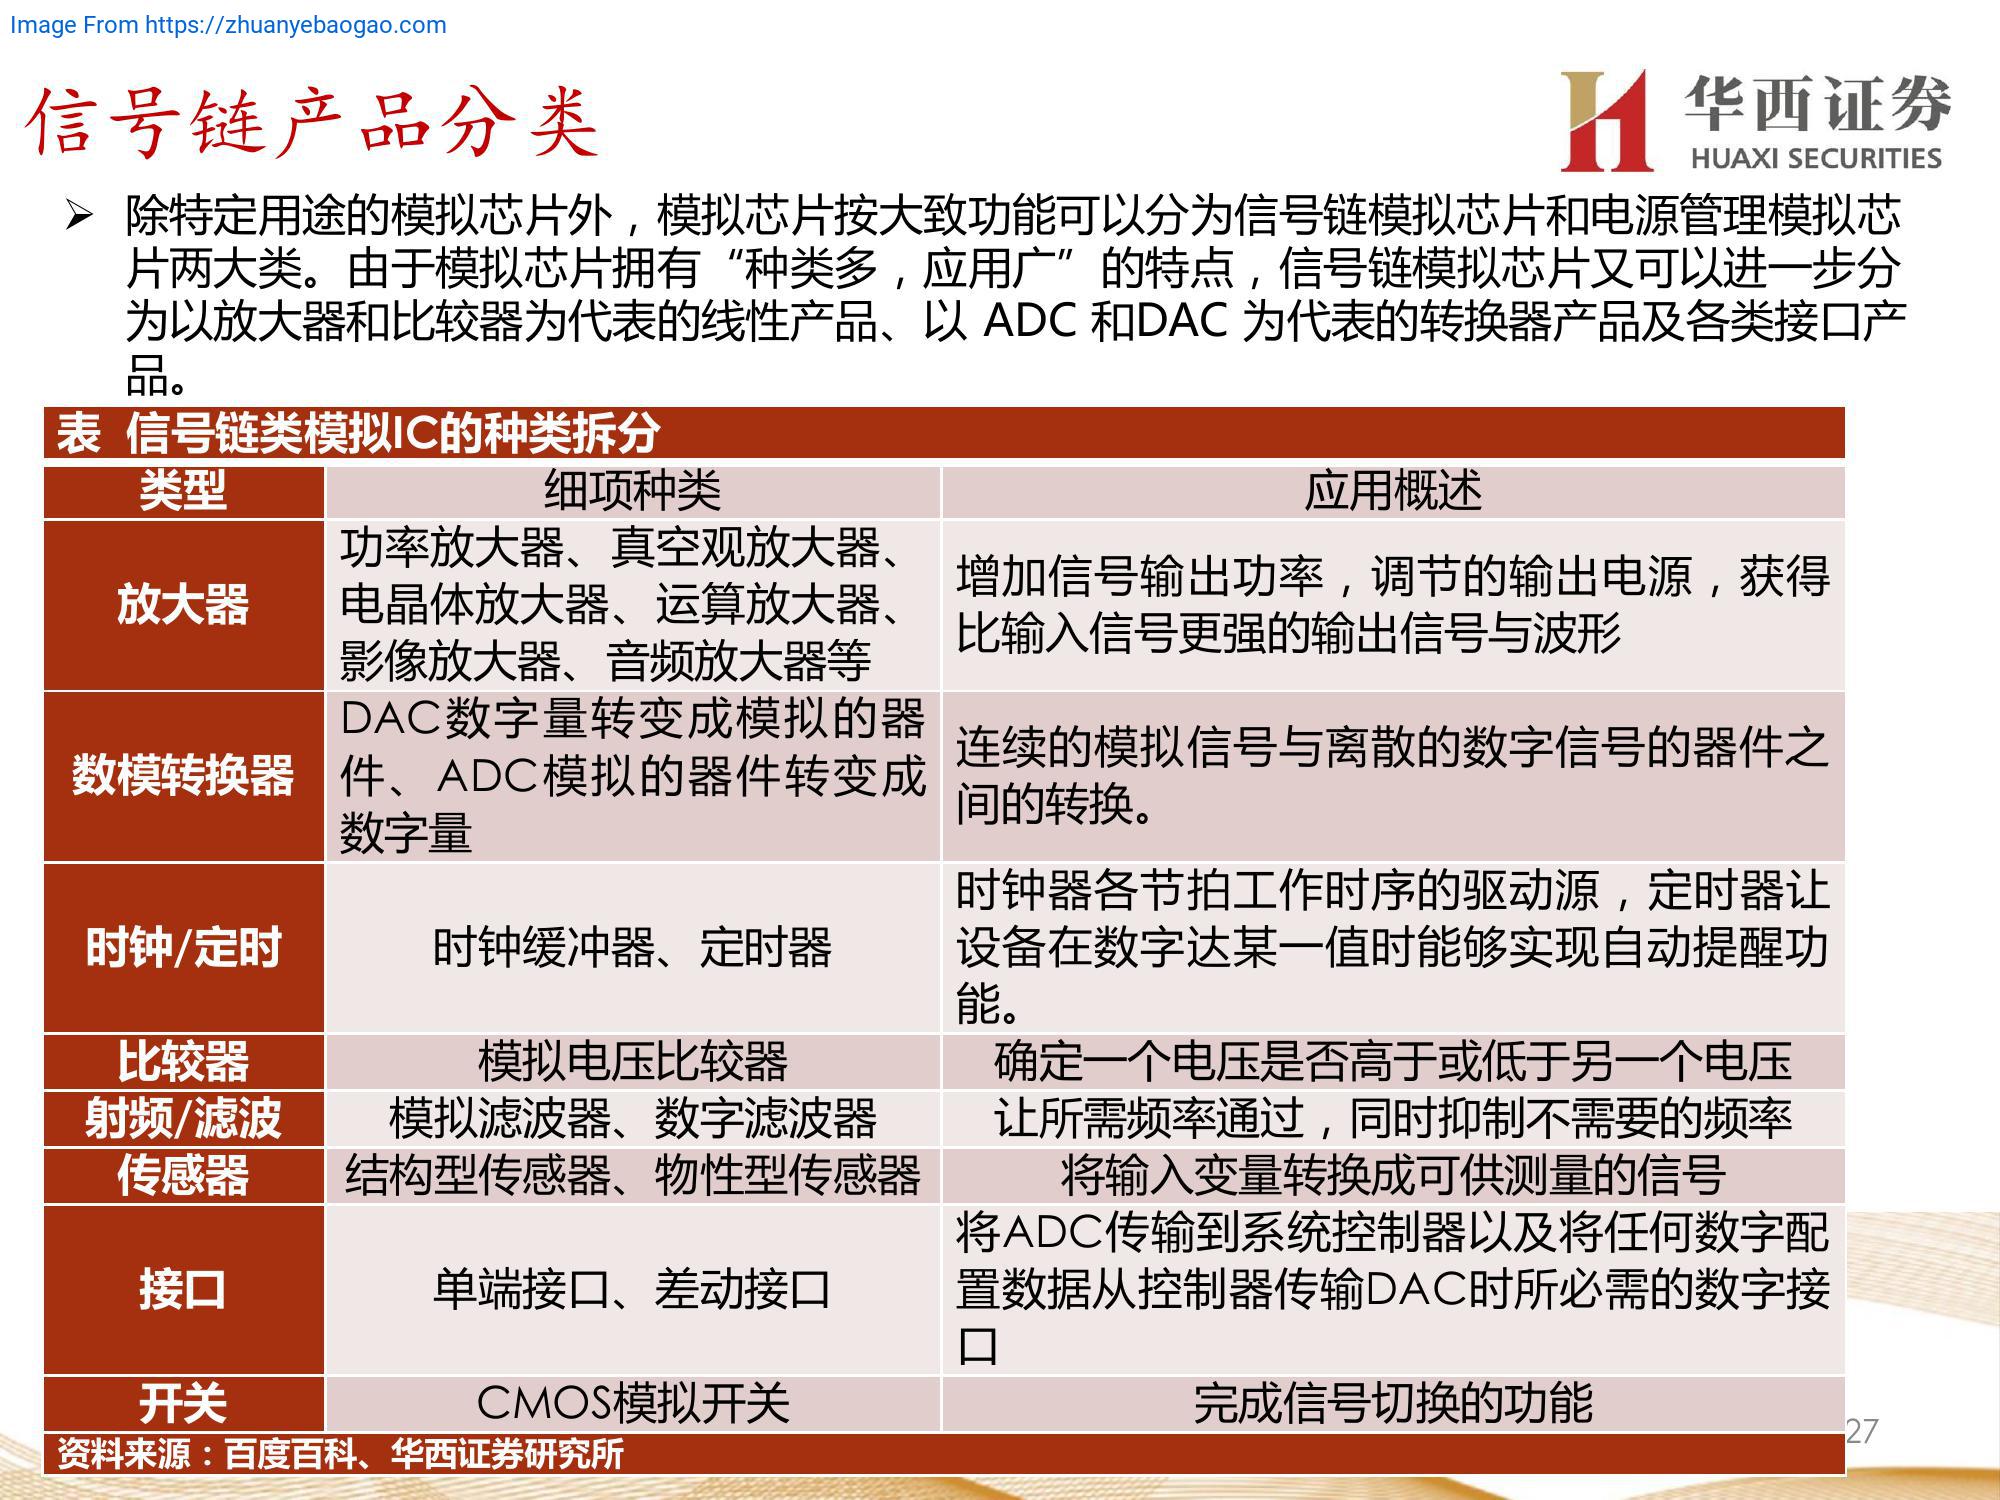 Image From https://zhuanyebaogao.com
信号链产品分类
华西证券
HUAXI SECURITIES
➢ 除特定用途的模拟芯片外，模拟芯片按大致功能可以分为信号链模拟芯片和电源管理模拟芯
片两大类。由于模拟芯片拥有“种类多，应用广”的特点，信号链模拟芯片又可以进一步分
为以放大器和比较器为代表的线性产品、以 ADC 和DAC 为代表的转换器产品及各类接口产
品。
表 信号链类模拟IC的种类拆分
类型 细项种类 应用概述
放大器
功率放大器、真空观放大器、
电晶体放大器、运算放大器、
影像放大器、音频放大器等
增加信号输出功率，调节的输出电源，获得
比输入信号更强的输出信号与波形
数模转换器
DAC数字量转变成模拟的器
件、ADC模拟的器件转变成
数字量
连续的模拟信号与离散的数字信号的器件之
间的转换。
时钟/定时
时钟缓冲器、定时器
时钟器各节拍工作时序的驱动源，定时器让
设备在数字达某一值时能够实现自动提醒功
能。
比较器 模拟电压比较器 确定一个电压是否高于或低于另一个电压
射频/滤波 模拟滤波器、数字滤波器 让所需频率通过，同时抑制不需要的频率
传感器 结构型传感器、物性型传感器 将输入变量转换成可供测量的信号
接口
单端接口、差动接口
将ADC传输到系统控制器以及将任何数字配
置数据从控制器传输DAC时所必需的数字接
口
开关 CMOS模拟开关 完成信号切换的功能
资料来源：百度百科、华西证券研究所
27